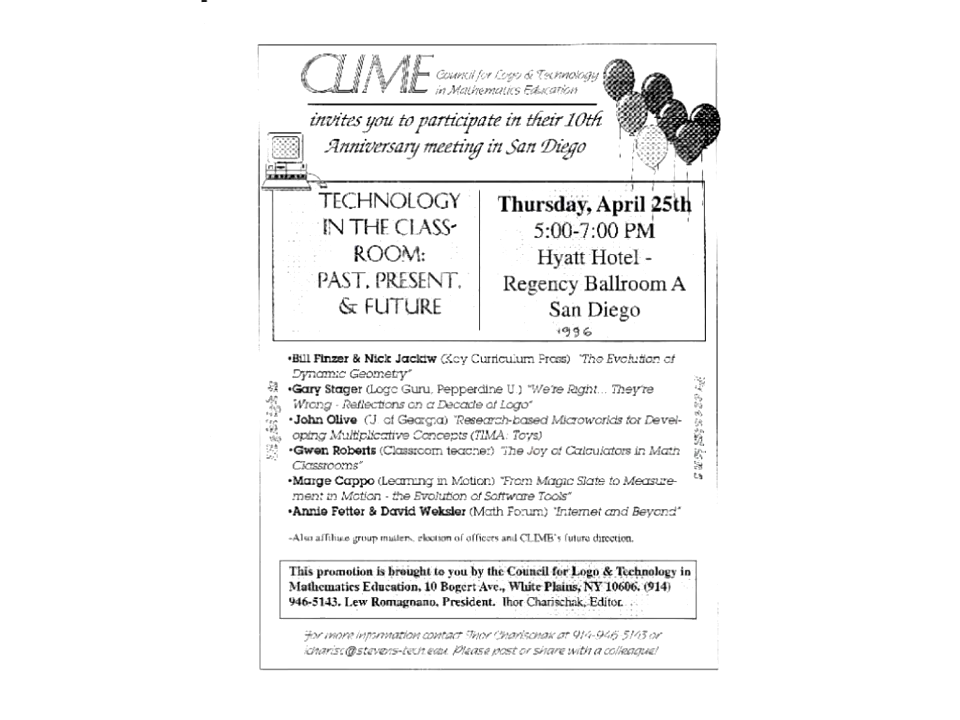 CLIME Council for Logo & Technology
in Mathematics Education
invites you to participate in their 10th
Anniversary meeting in San Diego
TECHNOLOGY
IN THE CLASS-
ROOM:
PAST, PRESENT,
& FUTURE
Thursday, April 25th
5:00-7:00 PM
Hyatt Hotel -
Regency Ballroom A
San Diego
1996
•Bill Finzer & Nick Jackiw (Key Curriculum Press) "The Evolution of
Dynamic Geometry"
•Gary Stager (Logo Guru, Pepperdine U.) "We're Right... They're
Wrong - Reflections on a Decade of Logo"
•John Olive (U. of Georgia) "Research-based Microworlds for Devel-
oping Multiplicative Concepts (TIMA: Toys)
•Gwen Roberts (Classroom teacher) "The Joy of Calculators in Math
Classrooms"
•Marge Cappo (Learning in Motion) "From Magic Slate to Measure-
ment in Motion - the Evolution of Software Tools"
•Annie Fetter & David Weksler (Math Forum) "Internet and Beyond"
-Also affiliate group matters, election of officers and CLIME's future direction.
This promotion is brought to you by the Council for Logo & Technology in
Mathematics Education, 10 Bogert Ave., White Plains, NY 10606. (914)
946-5143. Lew Romagnano, President. Ihor Charischak, Editor.
For more information contact Ihor Charischak at 914-946-5143 or
icharisc@stevens-tech.edu. Please post or share with a colleague!